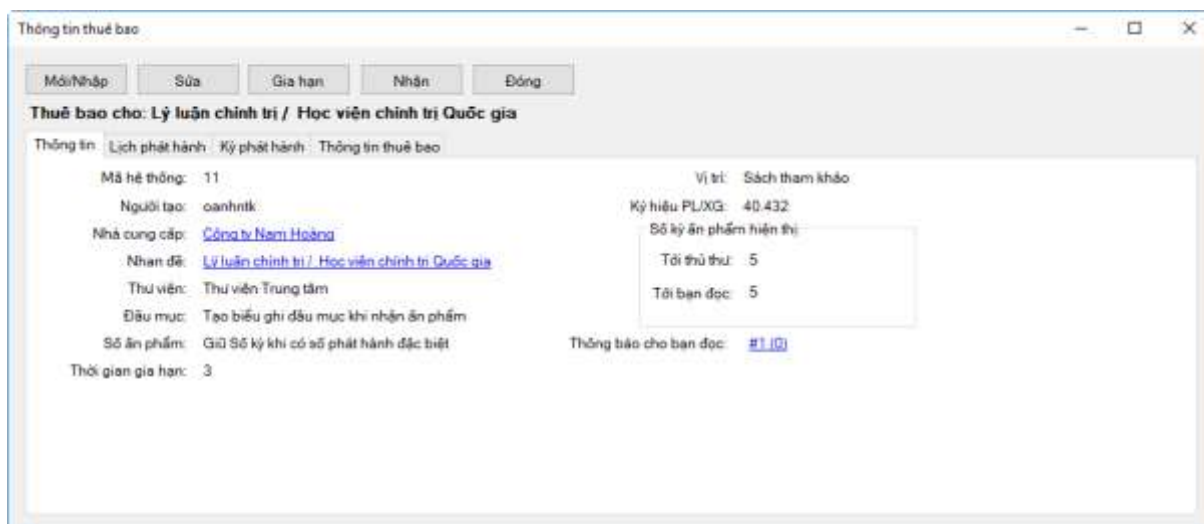 Thông tin thuê bao
Mới/Nhập Sửa Gia hạn Nhận Đóng
Thuê bao cho: Lý luận chính trị / Học viện chính trị Quốc gia
Thông tin Lịch phát hành Kỳ phát hành Thông tin thuê bao
Mã hệ thống: 11
Người tạo: oanhntk
Nhà cung cấp: Công ty Nam Hoàng
Nhan đề: Lý luận chính trị / Học viện chính trị Quốc gia
Thư viện: Thư viện Trung tâm
Đầu mục: Tạo biểu ghi đầu mục khi nhận ấn phẩm
Số ấn phẩm: Giữ Số kỳ khi có số phát hành đặc biệt
Thời gian gia hạn: 3
Vị trí: Sách tham khảo
Ký hiệu PL/XG: 40.432
Số kỳ ấn phẩm hiện thị
Tới thủ thư: 5
Tới bạn đọc: 5
Thông báo cho bạn đọc: #1 (0)